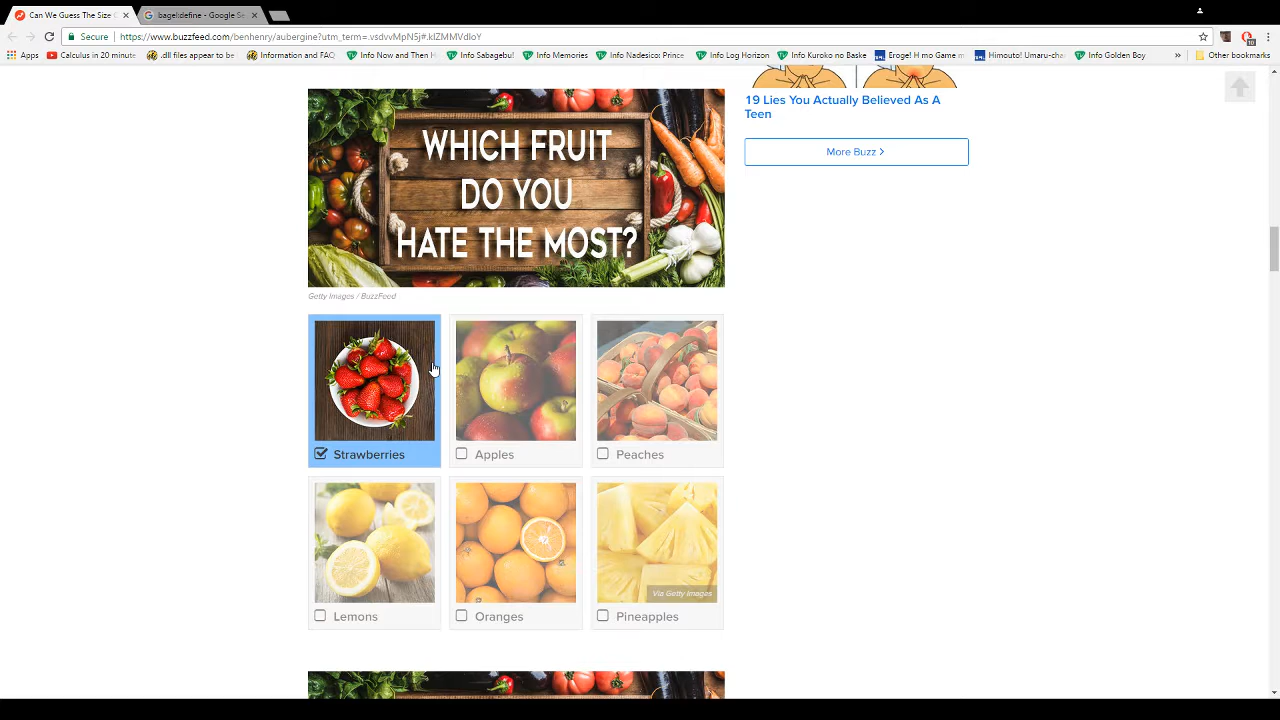 Can We Guess The Size O
bagel:define - Google Se
Secure
https://www.buzzfeed.com/benhenry/aubergine?utm_term=.vsdvvMpN5j#.klZMMVdloY
Apps
Calculus in 20 minute
.dll files appear to be
Information and FAQ
Info Now and Then H
Info Sabagebu!
Info Memories
Info Nadesico: Prince
Info Log Horizon
Info Kuroko no Baske
Eroge! H mo Game m
Himouto! Umaru-cha
Info Golden Boy
»
Other bookmarks
19 Lies You Actually Believed As A
Teen
More Buzz >
WHICH FRUIT
DO YOU
HATE THE MOST?
Getty Images / BuzzFeed
Strawberries
Apples
Peaches
Via Getty Images
Lemons
Oranges
Pineapples